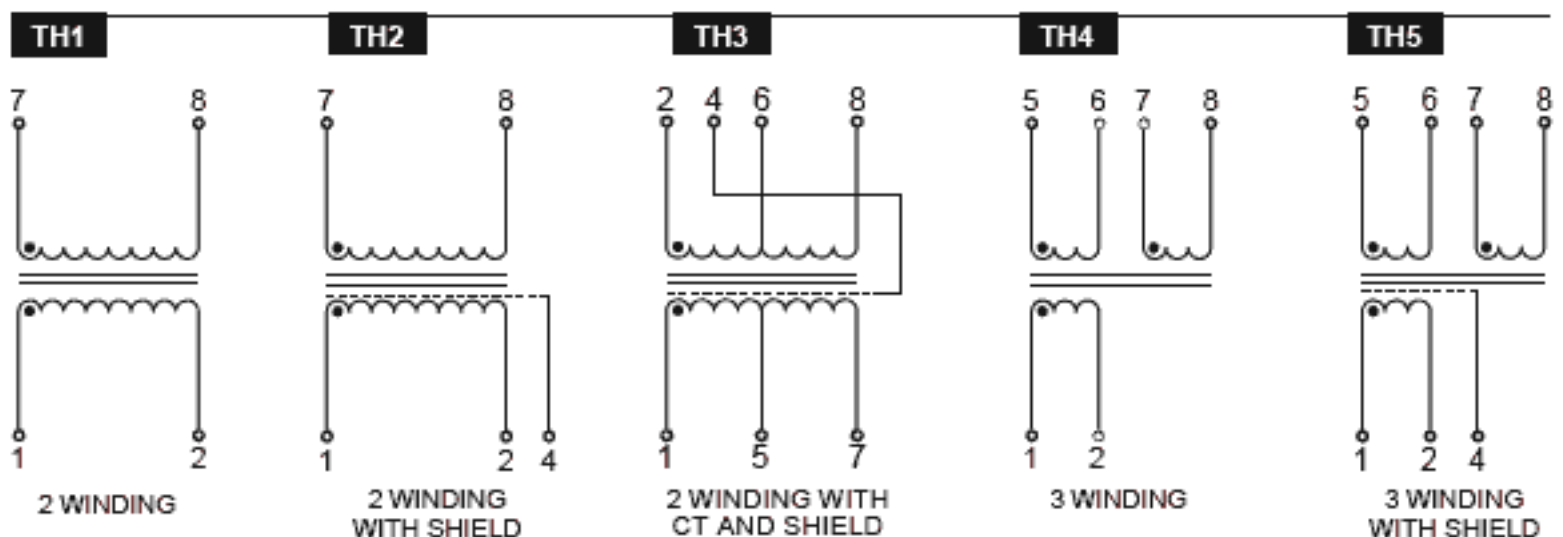 TH1 TH2 TH3 TH4 TH5
7 8 7 8 2 4 6 8 5 6 7 8 5 6 7 8
1 2 1 2 4 1 5 7 1 2 1 2 4
2 WINDING
2 WINDING
WITH SHIELD
2 WINDING WITH
CT AND SHIELD
3 WINDING
3 WINDING
WITH SHIELD